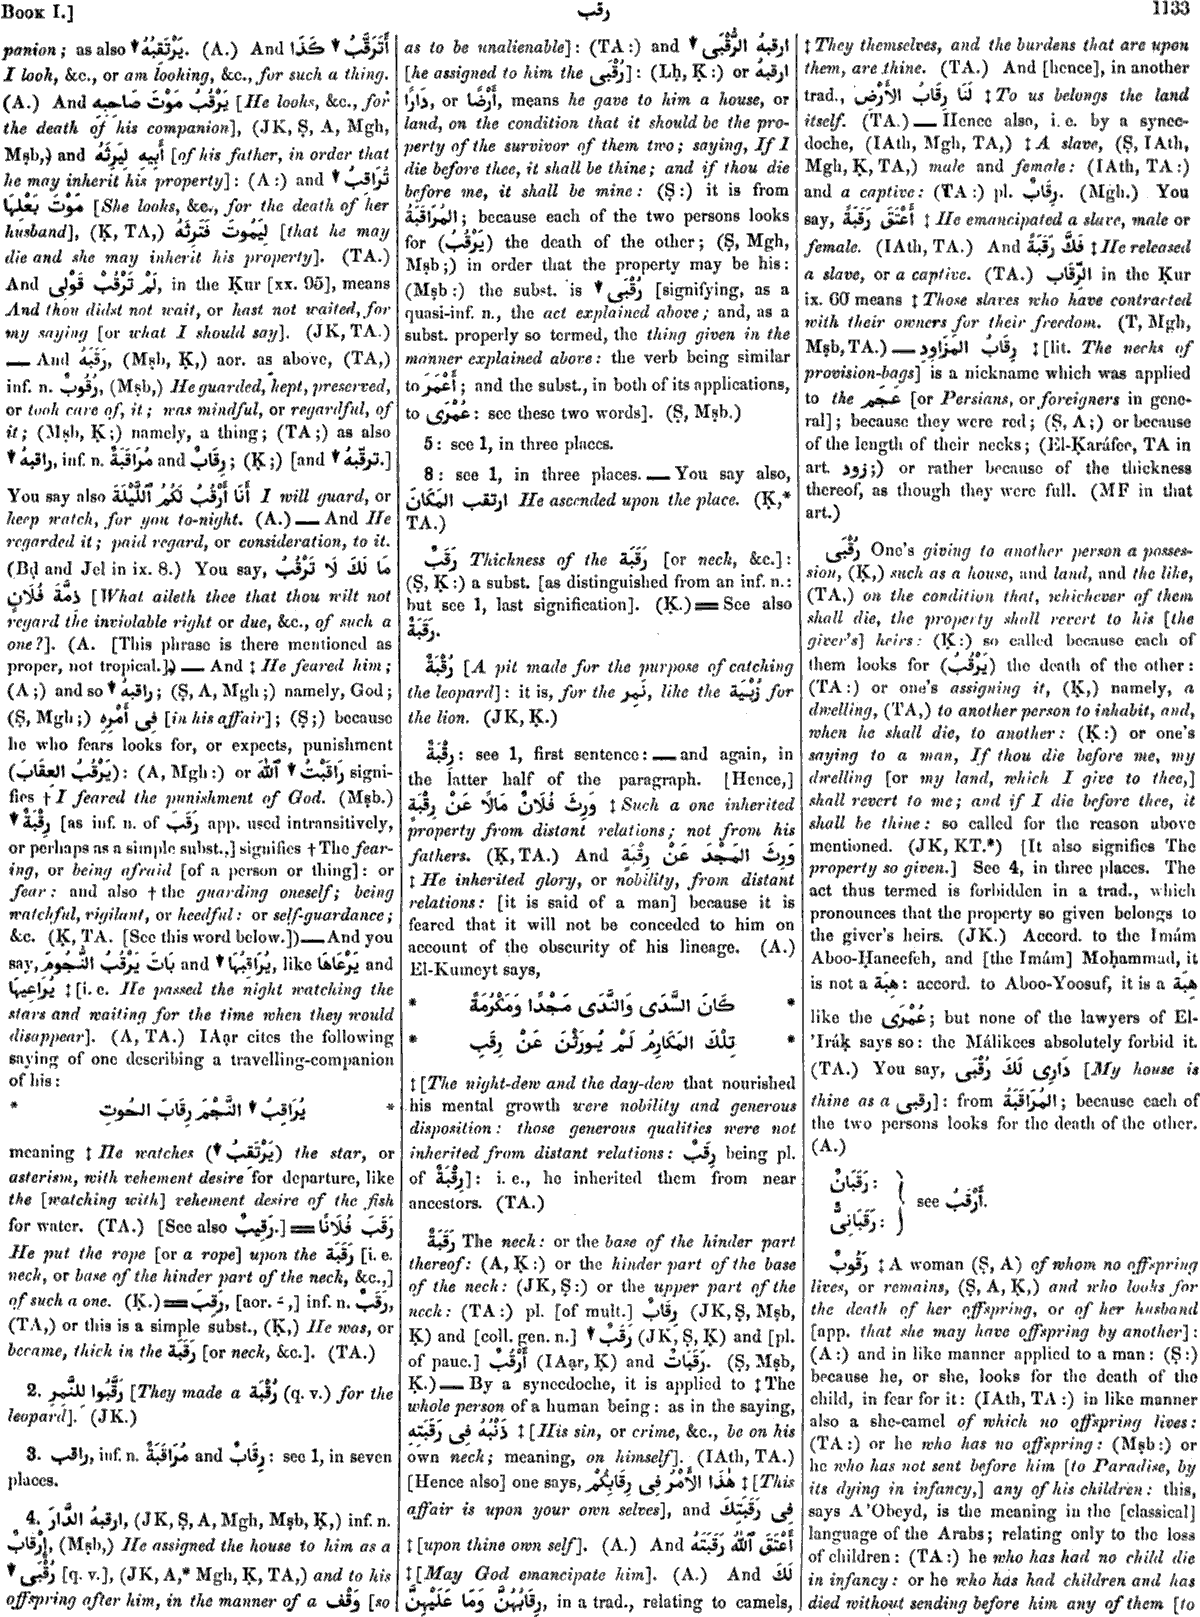 Book I.]
رقب
1133
panion; as also ↓ يَرْتَقِبُهُ. (A.) And أَتَرَقَّبُ ↓ كَذَا
I look, &c., or am looking, &c., for such a thing.
(A.) And يَرْقُبُ مَوْتَ صَاحِبِهِ [He looks, &c., for
the death of his companion], (JK, Ṣ, A, Mgh,
Mṣb,) and أَبِيهِ لِيَرِثَهُ [of his father, in order that
he may inherit his property]: (A:) and ↓ تُرَاقِبُ
مَوْتَ بَعْلِهَا [She looks, &c., for the death of her
husband], (Ḳ, TA,) لِيَمُوتَ فَتَرِثَهُ [that he may
die and she may inherit his property]. (TA.)
And لَمْ تَرْقُبْ قَوْلِى, in the Ḳur [xx. 95], means
And thou didst not wait, or hast not waited, for
my saying [or what I should say]. (JK, TA.)
— And رَقَبَهُ, (Mṣb, Ḳ,) aor. as above, (TA,)
inf. n. رُقُوبٌ, (Mṣb,) He guarded, kept, preserved,
or took care of, it; was mindful, or regardful, of
it; (Mṣb, Ḳ;) namely, a thing; (TA;) as also
↓ راقبهُ, inf. n. مُرَاقَبَةٌ and رِقَابٌ; (Ḳ;) [and ↓ ترقّبهُ.]
You say also أَنَا أَرْقُبُ لَكُمُ ٱللَّيْلَةَ I will guard, or
keep watch, for you to-night. (A.) — And He
regarded it; paid regard, or consideration, to it.
(Bḍ and Jel in ix. 8.) You say, مَا لَكَ لَا تَرْقُبُ
ذِمَّةَ فُلَانٍ [What aileth thee that thou wilt not
regard the inviolable right or due, &c., of such a
one?]. (A. [This phrase is there mentioned as
proper, not tropical.]) — And ‡ He feared him;
(A;) and so ↓ راقبهُ; (Ṣ, A, Mgh;) namely, God;
(Ṣ, Mgh;) فِى أَمْرِهِ [in his affair]; (Ṣ;) because
he who fears looks for, or expects, punishment
(يَرْقُبُ العِقَابَ): (A, Mgh:) or رَاقَبْتُ ↓ ٱللّٰهَ signi-
fies † I feared the punishment of God. (Mṣb.)
↓ رِقْبَةٌ [as inf. n. of رَقَبَ app. used intransitively,
or perhaps as a simple subst.,] signifies † The fear-
ing, or being afraid [of a person or thing]: or
fear: and also † the guarding oneself; being
watchful, vigilant, or heedful: or self-guardance;
&c. (Ḳ, TA. [See this word below.]) — And you
say, بَاتَ يَرْقُبُ النُّجُومَ and ↓ يُرَاقِبُهَا, like يَرْعَاهَا and
يُرَاعِيهَا ‡ [i. e. He passed the night watching the
stars and waiting for the time when they would
disappear]. (A, TA.) IAạr cites the following
saying of one describing a travelling-companion
of his:
* يُرَاقِبُ ↓ النَّجْمَ رِقَابَ الحُوتِ *
meaning ‡ He watches (↓ يَرْتَقِبُ) the star, or
asterism, with vehement desire for departure, like
the [watching with] vehement desire of the fish
for water. (TA.) [See also رَقِيبٌ.] = رَقَبَ فُلَانًا
He put the rope [or a rope] upon the رَقَبَة [i. e.
neck, or base of the hinder part of the neck, &c.,]
of such a one. (Ḳ.) = رَقِبَ, [aor. ـَ ,] inf. n. رَقَبٌ,
(TA,) or this is a simple subst., (Ḳ,) He was, or
became, thick in the رَقَبَة [or neck, &c.]. (TA.)
2. رَقَّبُوا لِلنَّمِرِ [They made a رُقْبَة (q. v.) for the
leopard]. (JK.)
3. راقب, inf. n. مُرَاقَبَةٌ and رِقَابٌ: see 1, in seven
places.
4. ارقبهُ الدَّارَ, (JK, Ṣ, A, Mgh, Mṣb, Ḳ,) inf. n.
إِرْقَابٌ, (Mṣb,) He assigned the house to him as a
↓ رُقْبَى [q. v.], (JK, A,* Mgh, Ḳ, TA,) and to his
offspring after him, in the manner of a وَقْف [so
as to be unalienable]: (TA:) and ارقبهُ الرُّقْبَى ↓
[he assigned to him the رُقْبَى]: (Lḥ, Ḳ:) or ارقبهُ
دَارًا, or أَرْضًا, means he gave to him a house, or
land, on the condition that it should be the pro-
perty of the survivor of them two; saying, If I
die before thee, it shall be thine; and if thou die
before me, it shall be mine: (Ṣ:) it is from
المُرَاقَبَةُ; because each of the two persons looks
for (يَرْقُبُ) the death of the other; (Ṣ, Mgh,
Mṣb;) in order that the property may be his:
(Mṣb:) the subst. is ↓ رُقْبَى [signifying, as a
quasi-inf. n., the act explained above; and, as a
subst. properly so termed, the thing given in the
manner explained above: the verb being similar
to أَعْمَرَ; and the subst., in both of its applications,
to عُمْرَى: see these two words]. (Ṣ, Mṣb.)
5: see 1, in three places.
8: see 1, in three places. — You say also,
ارتقب المَكَانَ He ascended upon the place. (Ḳ,*
TA.)
رَقَبٌ Thickness of the رَقَبَة [or neck, &c.]:
(Ṣ, Ḳ:) a subst. [as distinguished from an inf. n.:
but see 1, last signification]. (Ḳ.) = See also
رَقَبَةٌ.
رُقْبَةٌ [A pit made for the purpose of catching
the leopard]: it is, for the نَمِر, like the زُبْيَة for
the lion. (JK, Ḳ.)
رِقْبَةٌ: see 1, first sentence: — and again, in
the latter half of the paragraph. [Hence,]
وَرِثَ فُلَانٌ مَالًا عَنْ رِقْبَةٍ ‡ Such a one inherited
property from distant relations; not from his
fathers. (Ḳ, TA.) And وَرِثَ المَجْدَ عَنْ رِقْبَةٍ
‡ He inherited glory, or nobility, from distant
relations: [it is said of a man] because it is
feared that it will not be conceded to him on
account of the obscurity of his lineage. (A.)
El-Kumeyt says,
* كَانَ السَّدَى وَالنَّدَى مَجْدًا وَمَكْرُمَةً *
* تِلْكَ المَكَارِمُ لَمْ يُورَثْنَ عَنْ رِقَبِ *
‡ [The night-dew and the day-dew that nourished
his mental growth were nobility and generous
disposition: those generous qualities were not
inherited from distant relations: رِقَبٌ being pl.
of رِقْبَةٌ]: i. e., he inherited them from near
ancestors. (TA.)
رَقَبَةٌ The neck: or the base of the hinder part
thereof: (A, Ḳ:) or the hinder part of the base
of the neck: (JK, Ṣ:) or the upper part of the
neck: (TA:) pl. [of mult.] رِقَابٌ (JK, Ṣ, Mṣb,
Ḳ) and [coll. gen. n.] ↓ رَقَبٌ (JK, Ṣ, Ḳ) and [pl.
of pauc.] أَرْقُبٌ (IAạr, Ḳ) and رَقَبَاتٌ. (Ṣ, Mṣb,
Ḳ.) — By a synecdoche, it is applied to ‡ The
whole person of a human being: as in the saying,
ذَنْبُهُ فِى رَقَبَتِهِ ‡ [His sin, or crime, &c., be on his
own neck; meaning, on himself]. (IAth, TA.)
[Hence also] one says, هٰذَا الأَمْرُ فِى رِقَابِكُمْ ‡ [This
affair is upon your own selves], and فِى رَقَبَتِكَ
‡ [upon thine own self]. (A.) And أَعْتَقَ ٱللّٰهُ رَقَبَتَهُ
‡ [May God emancipate him]. (A.) And لَكَ
رِقَابُهُنَّ وَمَا عَلَيْهِنَّ, in a trad., relating to camels,
‡ They themselves, and the burdens that are upon
them, are thine. (TA.) And [hence], in another
trad., لَنَا رِقَابُ الأَرْضِ ‡ To us belongs the land
itself. (TA.) — Hence also, i. e. by a synec-
doche, (IAth, Mgh, TA,) ‡ A slave, (Ṣ, IAth,
Mgh, Ḳ, TA,) male and female: (IAth, TA:)
and a captive: (TA:) pl. رِقَابٌ. (Mgh.) You
say, أَعْتَقَ رَقَبَةً ‡ He emancipated a slave, male or
female. (IAth, TA.) And فَكَّ رَقَبَةً ‡ He released
a slave, or a captive. (TA.) الرِّقَاب in the Ḳur
ix. 60 means ‡ Those slaves who have contracted
with their owners for their freedom. (T, Mgh,
Mṣb, TA.) — رِقَابُ المَزَاوِدِ ‡ [lit. The necks of
provision-bags] is a nickname which was applied
to the عَجَم [or Persians, or foreigners in gene-
ral]; because they were red; (Ṣ, A;) or because
of the length of their necks; (El-Ḳaráfee, TA in
art. زود;) or rather because of the thickness
thereof, as though they were full. (MF in that
art.)
رُقْبَى One's giving to another person a posses-
sion, (Ḳ,) such as a house, and land, and the like,
(TA,) on the condition that, whichever of them
shall die, the property shall revert to his [the
giver's] heirs: (Ḳ:) so called because each of
them looks for (يَرْقُبُ) the death of the other:
(TA:) or one's assigning it, (Ḳ,) namely, a
dwelling, (TA,) to another person to inhabit, and,
when he shall die, to another: (Ḳ:) or one's
saying to a man, If thou die before me, my
dwelling [or my land, which I give to thee,]
shall revert to me; and if I die before thee, it
shall be thine: so called for the reason above
mentioned. (JK, KT.*) [It also signifies The
property so given.] See 4, in three places. The
act thus termed is forbidden in a trad., which
pronounces that the property so given belongs to
the giver's heirs. (JK.) Accord. to the Imám
Aboo-Ḥaneefeh, and [the Imám] Moḥammad, it
is not a هِبَة: accord. to Aboo-Yoosuf, it is a هِبَة
like the عُمْرَى; but none of the lawyers of El-
'Iráḳ says so: the Málikees absolutely forbid it.
(TA.) You say, دَارِى لَكَ رُقْبَى [My house is
thine as a رقبى]: from المُرَاقَبَةُ; because each of
the two persons looks for the death of the other.
(A.)
رَقَبَانٌ:
رَقَبَانِىٌّ:
} see أَرْقَبُ.
رَقُوبٌ ‡ A woman (Ṣ, A) of whom no offspring
lives, or remains, (Ṣ, A, Ḳ,) and who looks for
the death of her offspring, or of her husband
[app. that she may have offspring by another]:
(A:) and in like manner applied to a man: (Ṣ:)
because he, or she, looks for the death of the
child, in fear for it: (IAth, TA:) in like manner
also a she-camel of which no offspring lives:
(TA:) or he who has no offspring: (Mṣb:) or
he who has not sent before him [to Paradise, by
its dying in infancy,] any of his children: this,
says A'Obeyd, is the meaning in the [classical]
language of the Arabs; relating only to the loss
of children: (TA:) he who has had no child die
in infancy: or he who has had children and has
died without sending before him any of them [to